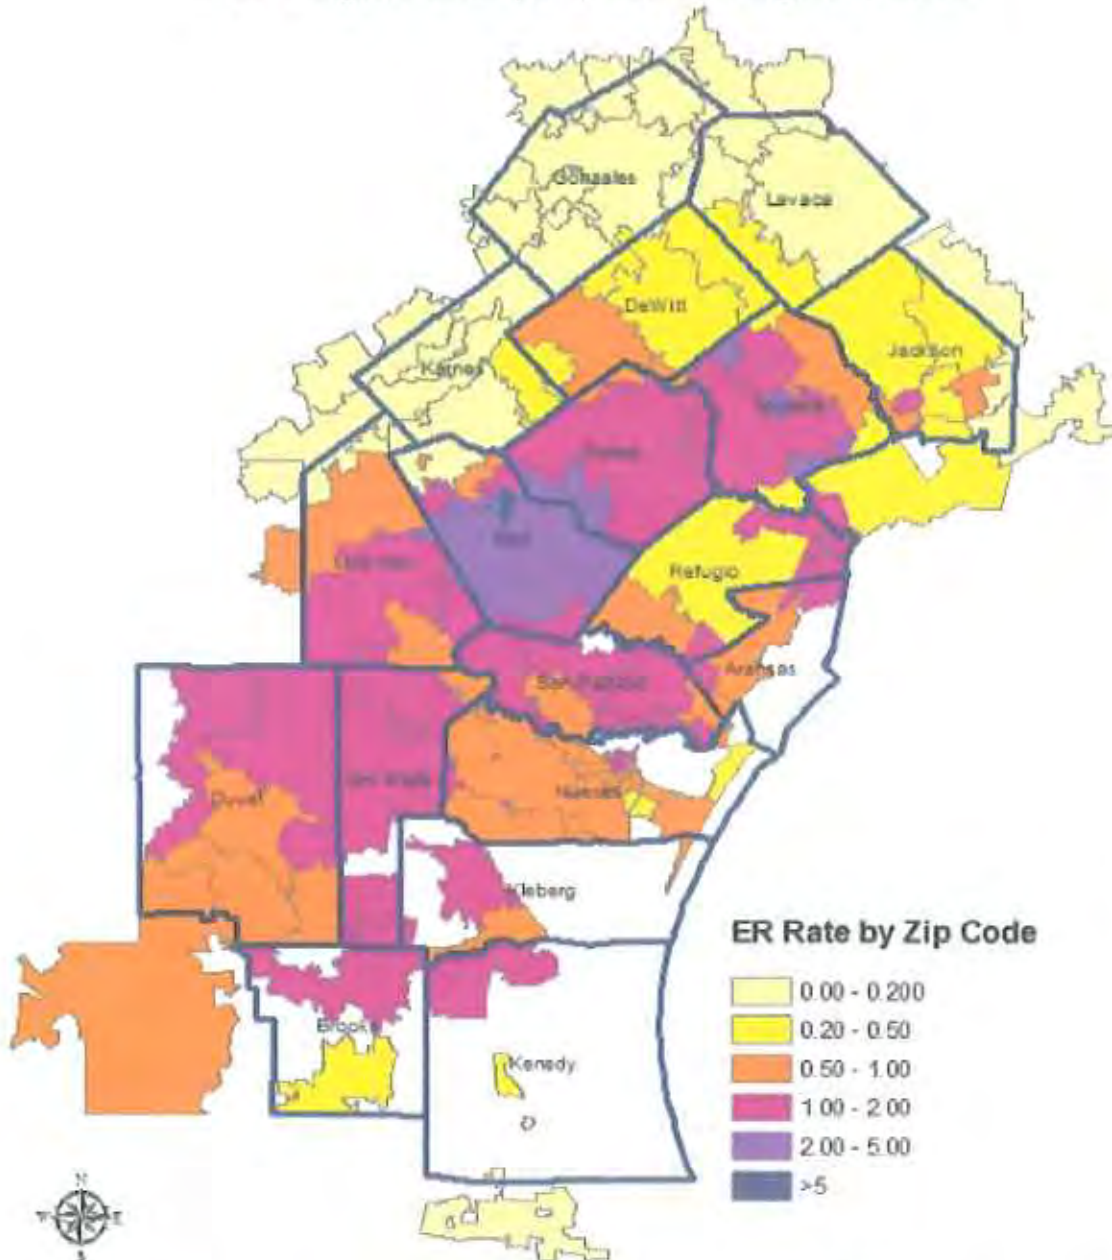 Gonzales
Lavaca
DeWitt
Jackson
Karnes
Refugio
Aransas
San Patricio
Duval
Jim Wells
Nueces
Kleberg
ER Rate by Zip Code
0.00 - 0.200
0.20 - 0.50
0.50 - 1.00
1.00 - 2.00
2.00 - 5.00
>5
Brooks
Kenedy
N
E
S